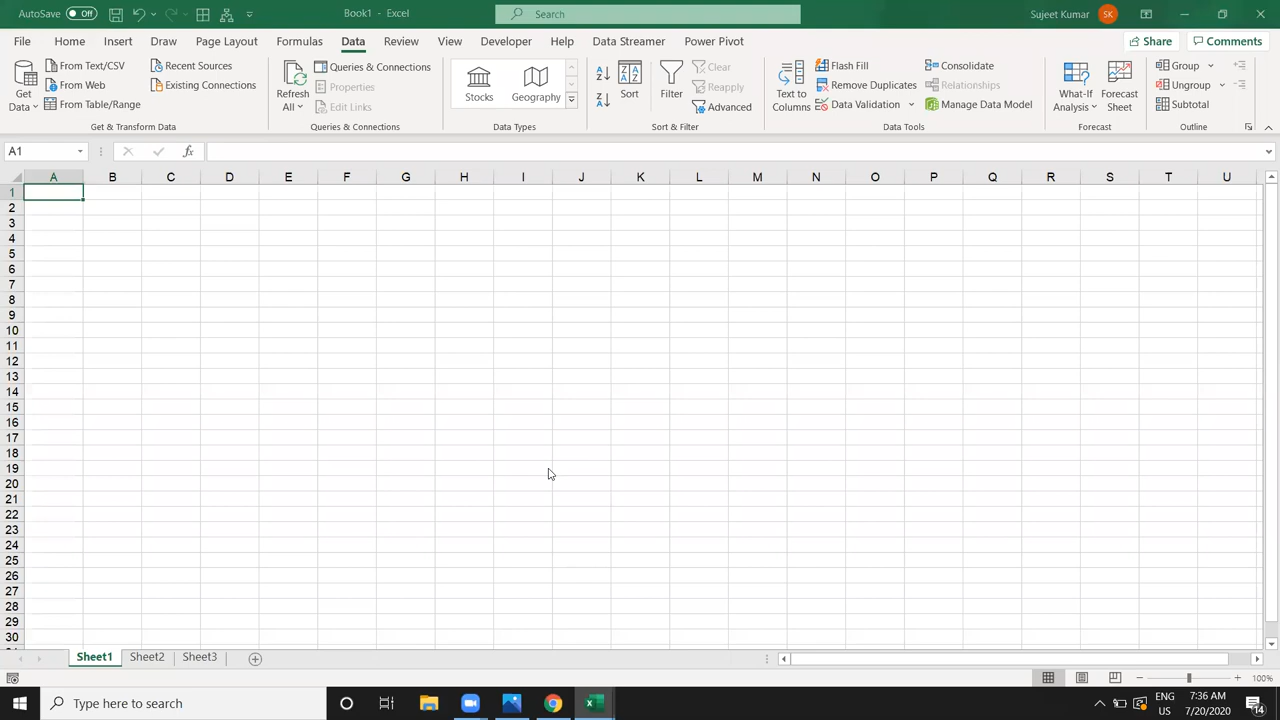 AutoSave Off Book1 - Excel Search Sujeet Kumar SK
File Home Insert Draw Page Layout Formulas Data Review View Developer Help Data Streamer Power Pivot Share Comments
Get Data
From Text/CSV
From Web
From Table/Range
Recent Sources
Existing Connections
Get & Transform Data
Refresh All
Queries & Connections
Properties
Edit Links
Queries & Connections
Stocks Geography
Data Types
Sort
Filter
Clear
Reapply
Advanced
Sort & Filter
Text to Columns
Flash Fill
Remove Duplicates
Data Validation
Consolidate
Relationships
Manage Data Model
Data Tools
What-If Analysis
Forecast Sheet
Forecast
Group
Ungroup
Subtotal
Outline
A1 fx
A B C D E F G H I J K L M N O P Q R S T U
1
2
3
4
5
6
7
8
9
10
11
12
13
14
15
16
17
18
19
20
21
22
23
24
25
26
27
28
29
30
Sheet1 Sheet2 Sheet3
100%
Type here to search
ENG US
7:36 AM
7/20/2020
14